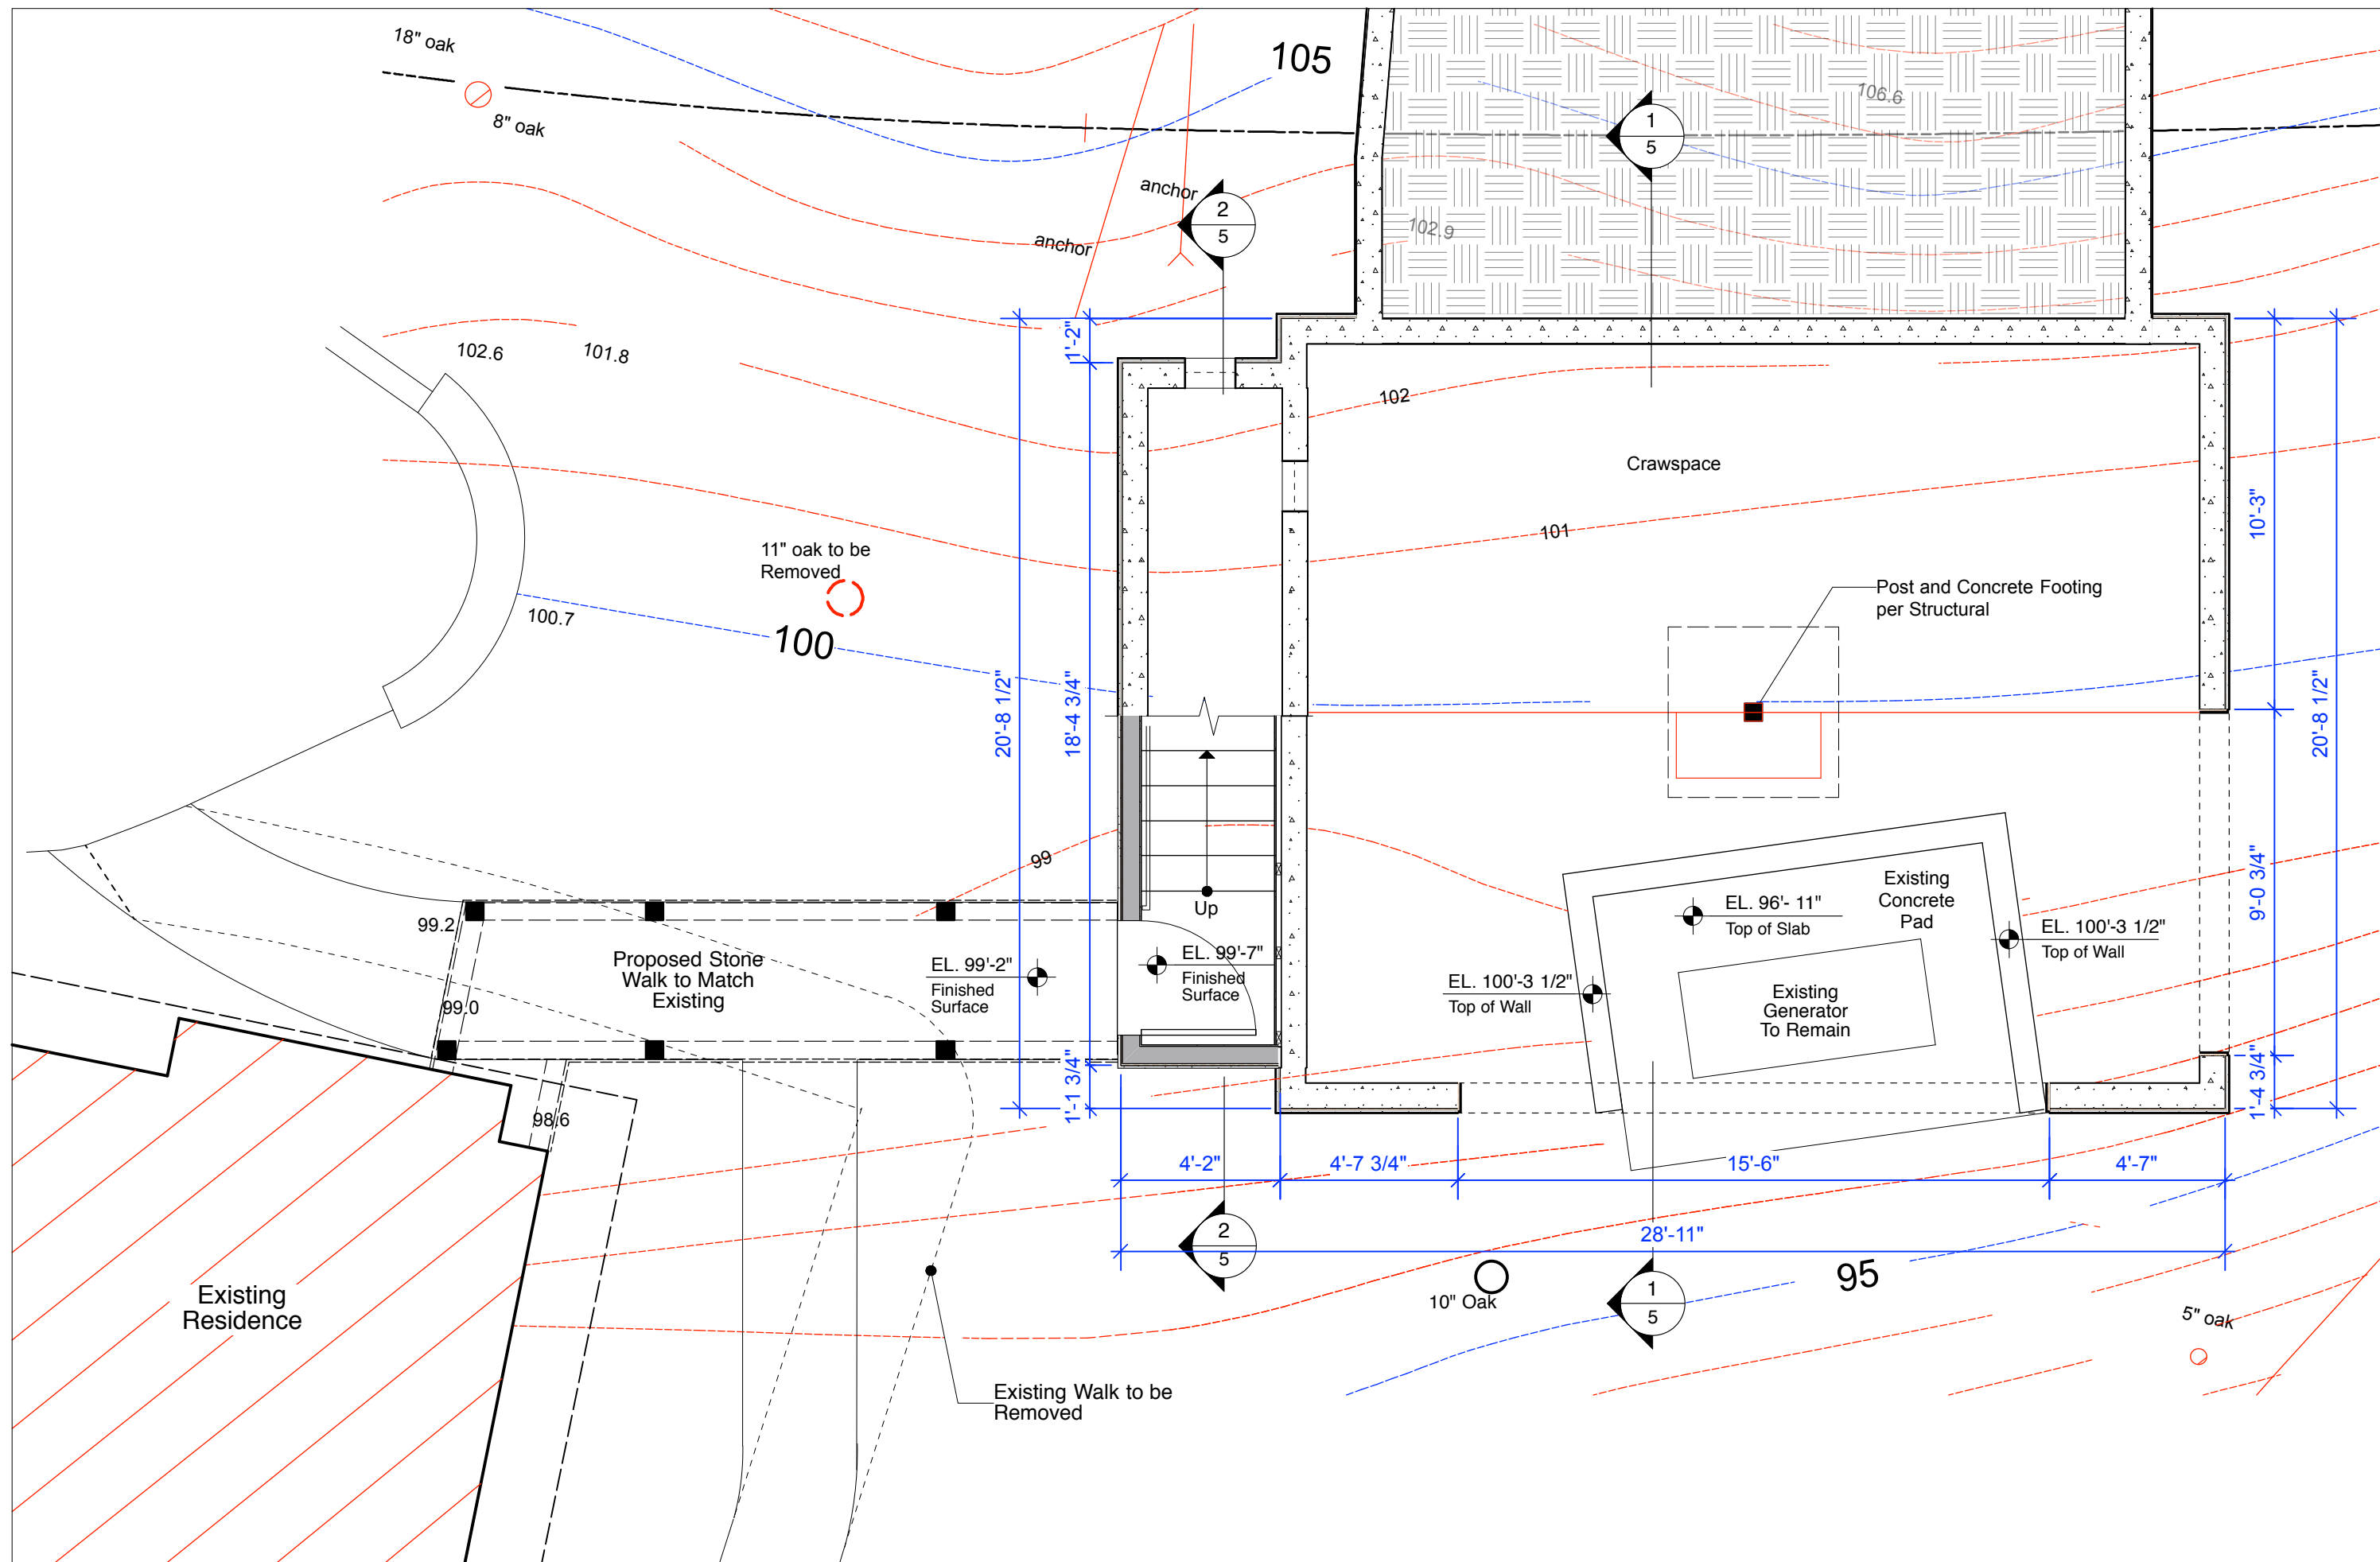 18" oak
8" oak
105
106.6
1
5
anchor
2
5
102.9
anchor
1'-2"
102.6
101.8
102
Crawspace
10'-3"
101
11" oak to be
Removed
Post and Concrete Footing
per Structural
100.7
100
20'-8 1/2"
18'-4 3/4"
20'-8 1/2"
99
Up
Existing
Concrete
Pad
9'-0 3/4"
EL. 96'- 11"
Top of Slab
99.2
EL. 100'-3 1/2"
Top of Wall
Proposed Stone
Walk to Match
Existing
EL. 99'-2"
Finished
Surface
EL. 99'-7"
Finished
Surface
EL. 100'-3 1/2"
Top of Wall
Existing
Generator
To Remain
99.0
1'-1 3/4"
1'-4 3/4"
98.6
4'-2"
4'-7 3/4"
15'-6"
4'-7"
2
5
28'-11"
95
1
5
10" Oak
5" oak
Existing
Residence
Existing Walk to be
Removed